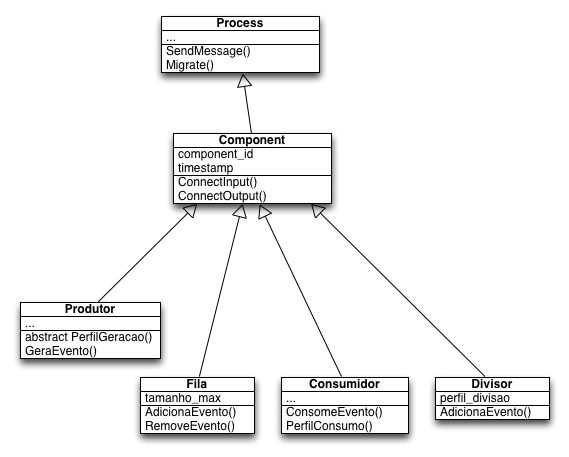 Process
...
SendMessage()
Migrate()
Component
component_id
timestamp
ConnectInput()
ConnectOutput()
Produtor
...
abstract PerfilGeracao()
GeraEvento()
Fila
tamanho_max
AdicionaEvento()
RemoveEvento()
Consumidor
...
ConsomeEvento()
PerfilConsumo()
Divisor
perfil_divisao
AdicionaEvento()